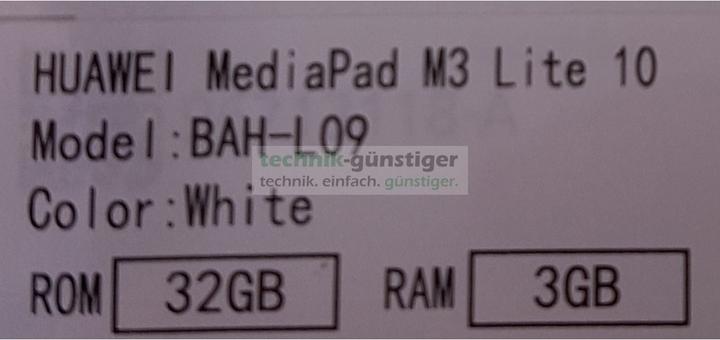 HUAWEI MediaPad M3 Lite 10
Model:BAH-L09
technik-günstiger
technik. einfach. günstiger.
Color:White
ROM 32GB RAM 3GB